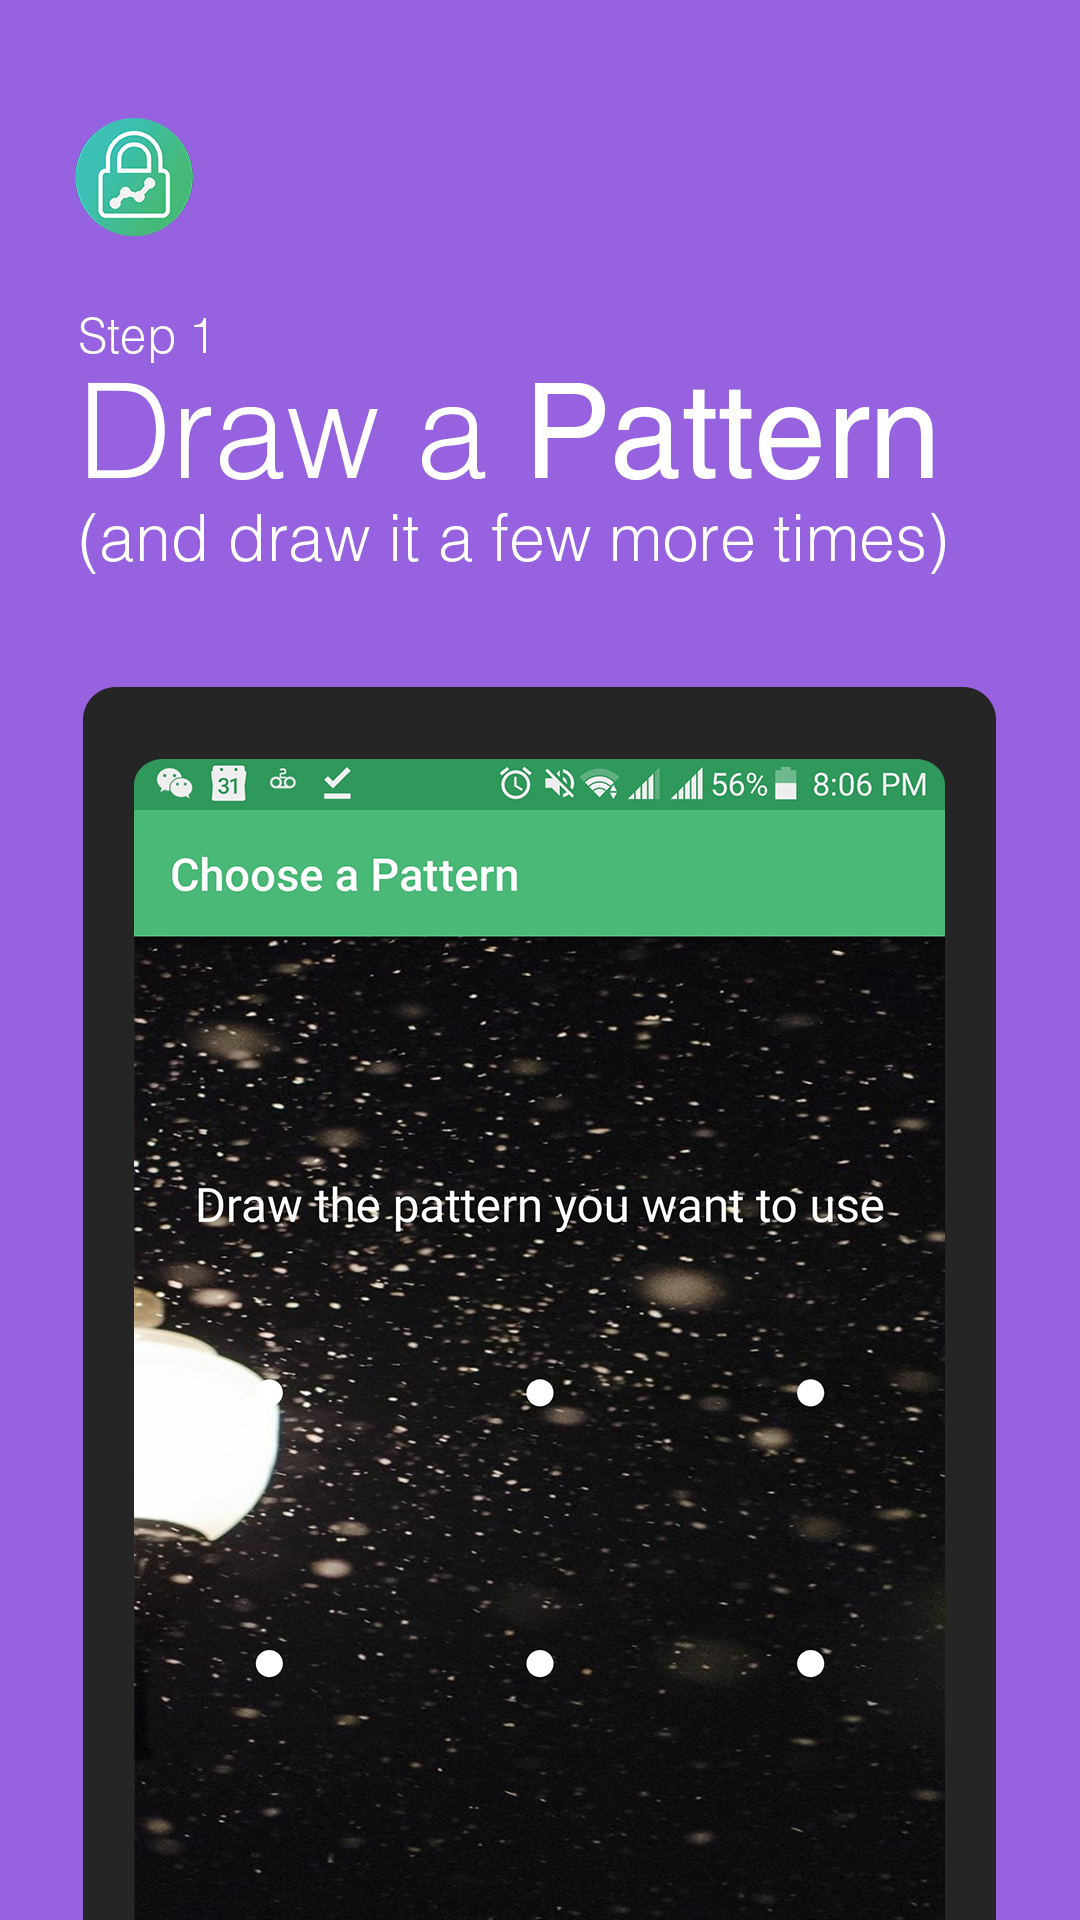 Step 1
Draw a Pattern
(and draw it a few more times)
31 56% 8:06 PM
Choose a Pattern
Draw the pattern you want to use